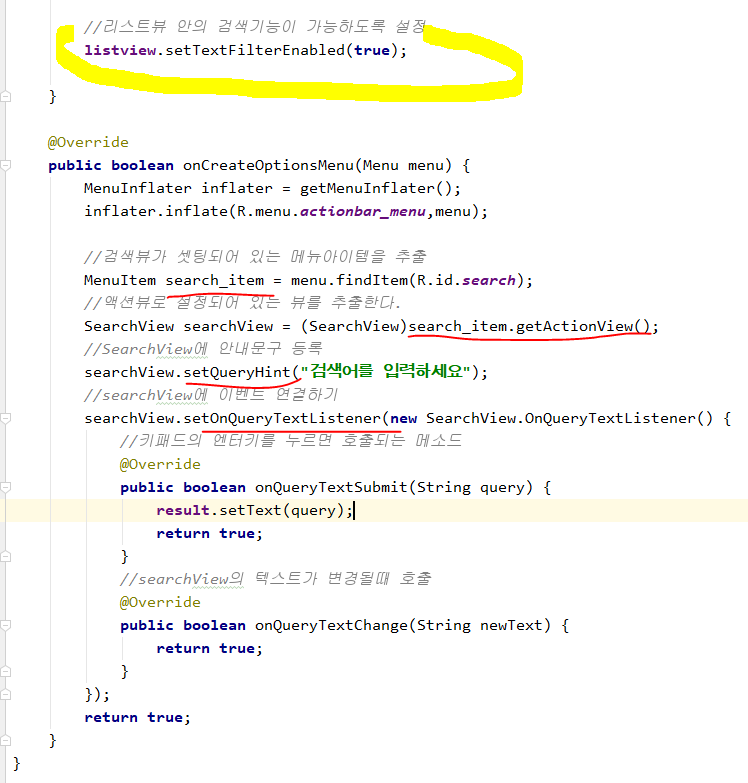 //리스트뷰 안의 검색기능이 가능하도록 설정
listview.setTextFilterEnabled(true);
}
@Override
public boolean onCreateOptionsMenu(Menu menu) {
MenuInflater inflater = getMenuInflater();
inflater.inflate(R.menu.actionbar_menu,menu);
//검색뷰가 셋팅되어 있는 메뉴아이템을 추출
MenuItem search_item = menu.findItem(R.id.search);
//액션뷰로 설정되어 있는 뷰를 추출한다.
SearchView searchView = (SearchView)search_item.getActionView();
//SearchView에 안내문구 등록
searchView.setQueryHint("검색어를 입력하세요");
//searchView에 이벤트 연결하기
searchView.setOnQueryTextListener(new SearchView.OnQueryTextListener() {
//키패드의 엔터키를 누르면 호출되는 메소드
@Override
public boolean onQueryTextSubmit(String query) {
result.setText(query);
return true;
}
//searchView의 텍스트가 변경될때 호출
@Override
public boolean onQueryTextChange(String newText) {
return true;
}
});
return true;
}
}